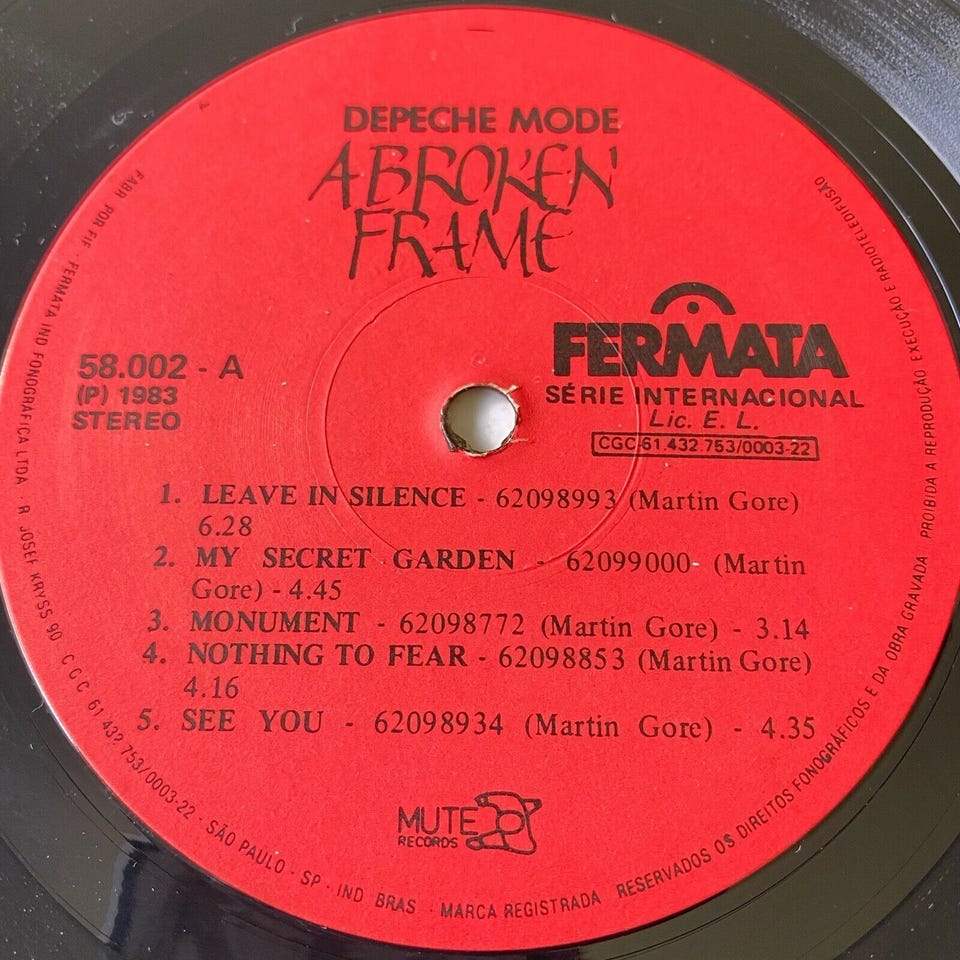 DEPECHE MODE
A BROKEN
FRAME
FERMATA
SÉRIE INTERNACIONAL
Lic. E. L.
CGC-61.432.753/0003-22
58.002 - A
(P) 1983
STEREO
1. LEAVE IN SILENCE - 62098993 (Martin Gore)
6.28
2. MY SECRET GARDEN - 62099000- (Martin
Gore) - 4.45
3. MONUMENT - 62098772 (Martin Gore) - 3.14
4. NOTHING TO FEAR - 62098853 (Martin Gore)
4.16
5. SEE YOU - 62098934 (Martin Gore) - 4.35
MUTE
RECORDS
FABR POR FIF - FERMATA IND FONOGRAFICA LTDA - R JOSEF KRYSS 90 CGC 61 432 753/0003-22 - SÃO PAULO - SP - IND BRAS - MARCA REGISTRADA RESERVADOS OS DIREITOS FONOGRÁFICOS E DA OBRA GRAVADA PROIBIDA A REPRODUÇÃO EXECUÇÃO E RADIOTELEDIFUSÃO